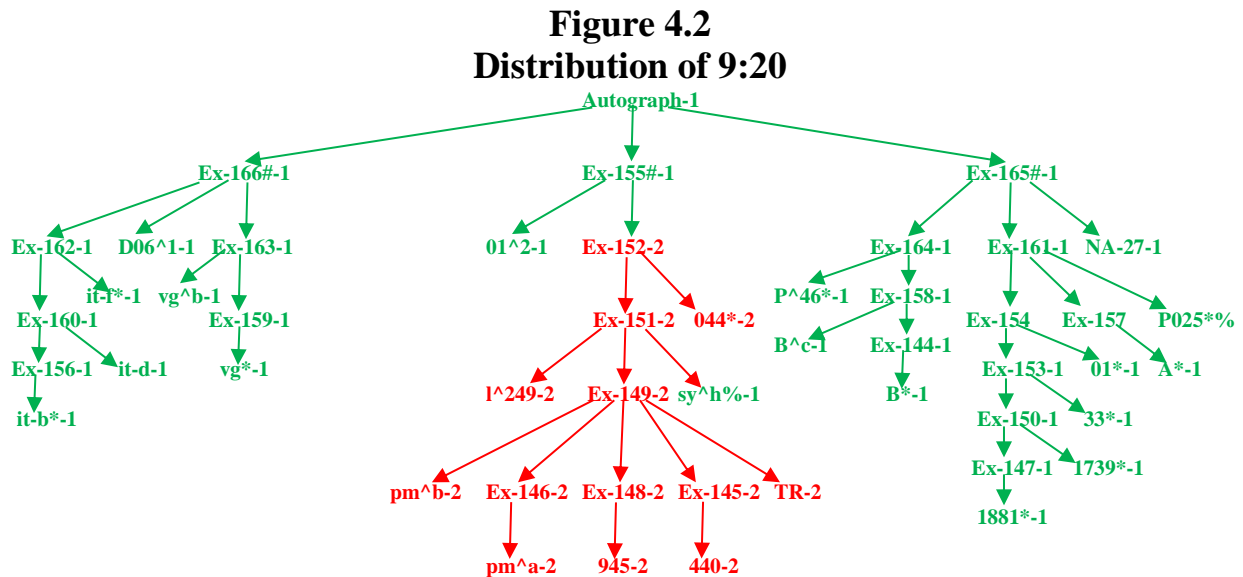 Figure 4.2
Distribution of 9:20
Autograph-1
Ex-166#-1 Ex-155#-1 Ex-165#-1
Ex-162-1 D06^1-1 Ex-163-1 01^2-1 Ex-152-2 Ex-164-1 Ex-161-1 NA-27-1
it-f*-1 vg^b-1 P^46*-1 Ex-158-1
Ex-160-1 Ex-159-1 Ex-151-2 044*-2 Ex-154 Ex-157 P025*%
B^c-1 Ex-144-1
Ex-156-1 it-d-1 vg*-1 Ex-153-1 01*-1 A*-1
l^249-2 Ex-149-2 sy^h%-1 B*-1
it-b*-1 Ex-150-1 33*-1
Ex-147-1 1739*-1
pm^b-2 Ex-146-2 Ex-148-2 Ex-145-2 TR-2
1881*-1
pm^a-2 945-2 440-2